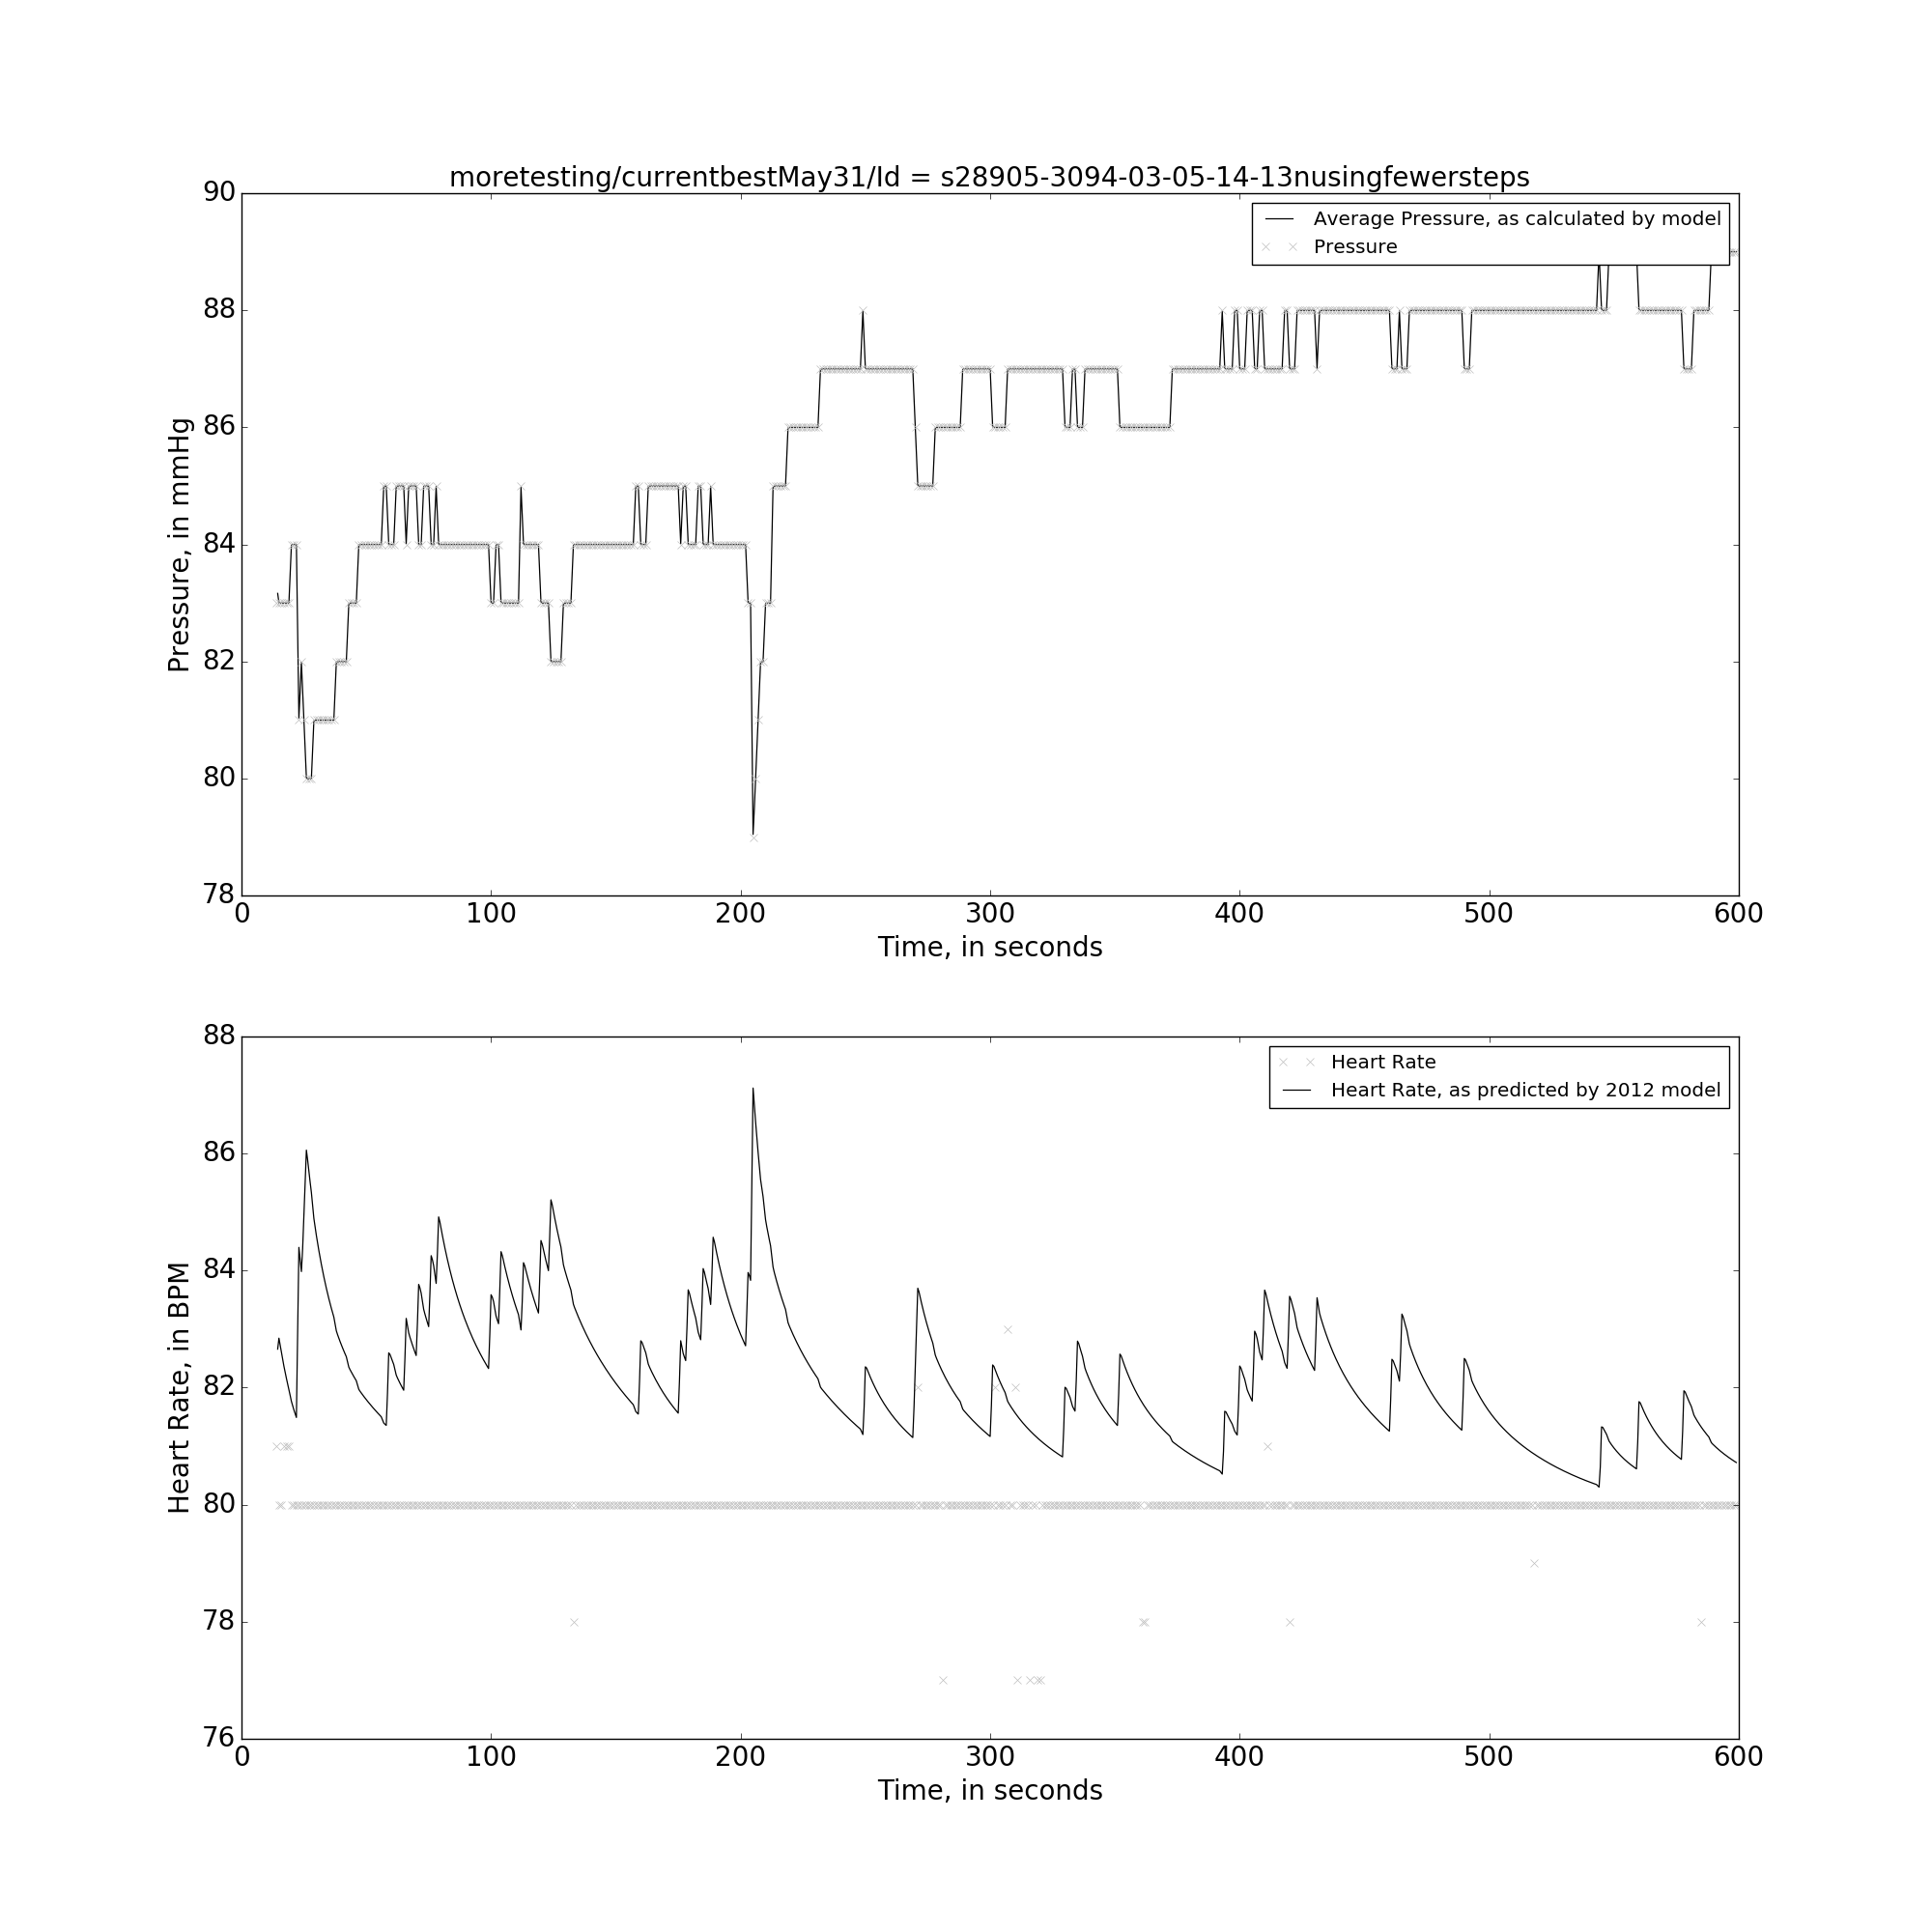 moretesting/currentbestMay31/Id = s28905-3094-03-05-14-13nusingfewersteps
90
88
86
84
82
80
78
Pressure, in mmHg
Average Pressure, as calculated by model
Pressure
0 100 200 300 400 500 600
Time, in seconds
88
86
84
82
80
78
76
Heart Rate, in BPM
Heart Rate
Heart Rate, as predicted by 2012 model
0 100 200 300 400 500 600
Time, in seconds